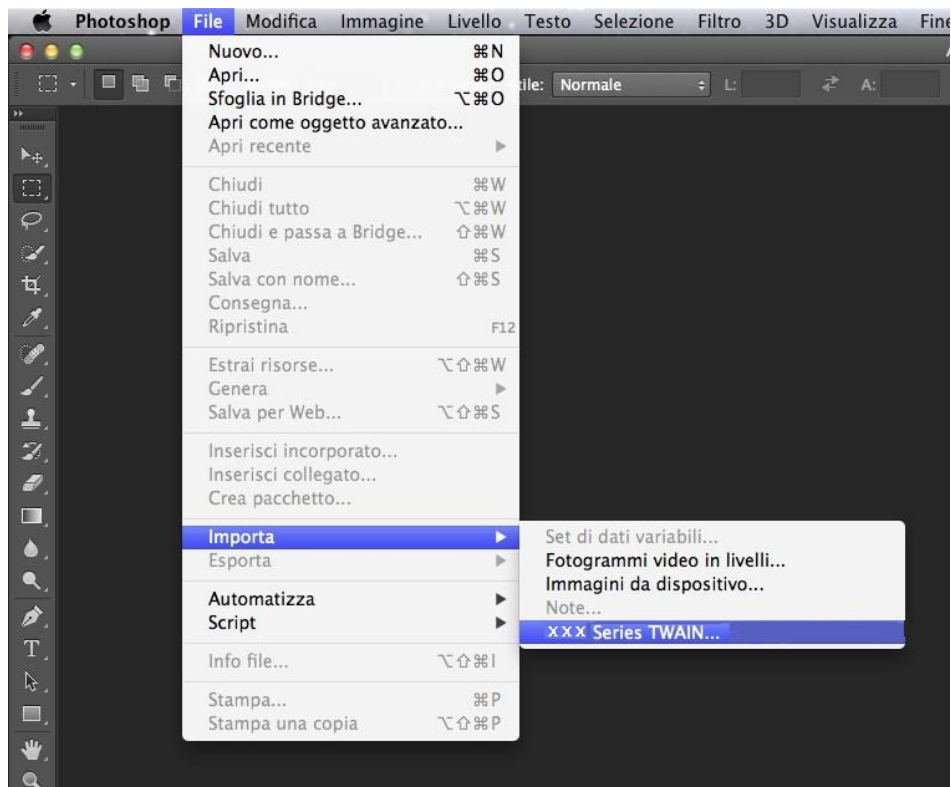 Photoshop File Modifica Immagine Livello Testo Selezione Filtro 3D Visualizza Fine
Nuovo... ⌘N
Apri... ⌘O
Sfoglia in Bridge... ⌥⌘O
Apri come oggetto avanzato...
Apri recente
Chiudi ⌘W
Chiudi tutto ⌥⌘W
Chiudi e passa a Bridge... ⇧⌘W
Salva ⌘S
Salva con nome... ⇧⌘S
Consegna...
Ripristina F12
Estrai risorse... ⌥⇧⌘W
Genera
Salva per Web... ⌥⇧⌘S
Inserisci incorporato...
Inserisci collegato...
Crea pacchetto...
Importa
Esporta
Automatizza
Script
Info file... ⌥⇧⌘I
Stampa... ⌘P
Stampa una copia ⌥⇧⌘P
tile: Normale L: A:
Set di dati variabili...
Fotogrammi video in livelli...
Immagini da dispositivo...
Note...
XXX Series TWAIN...
T